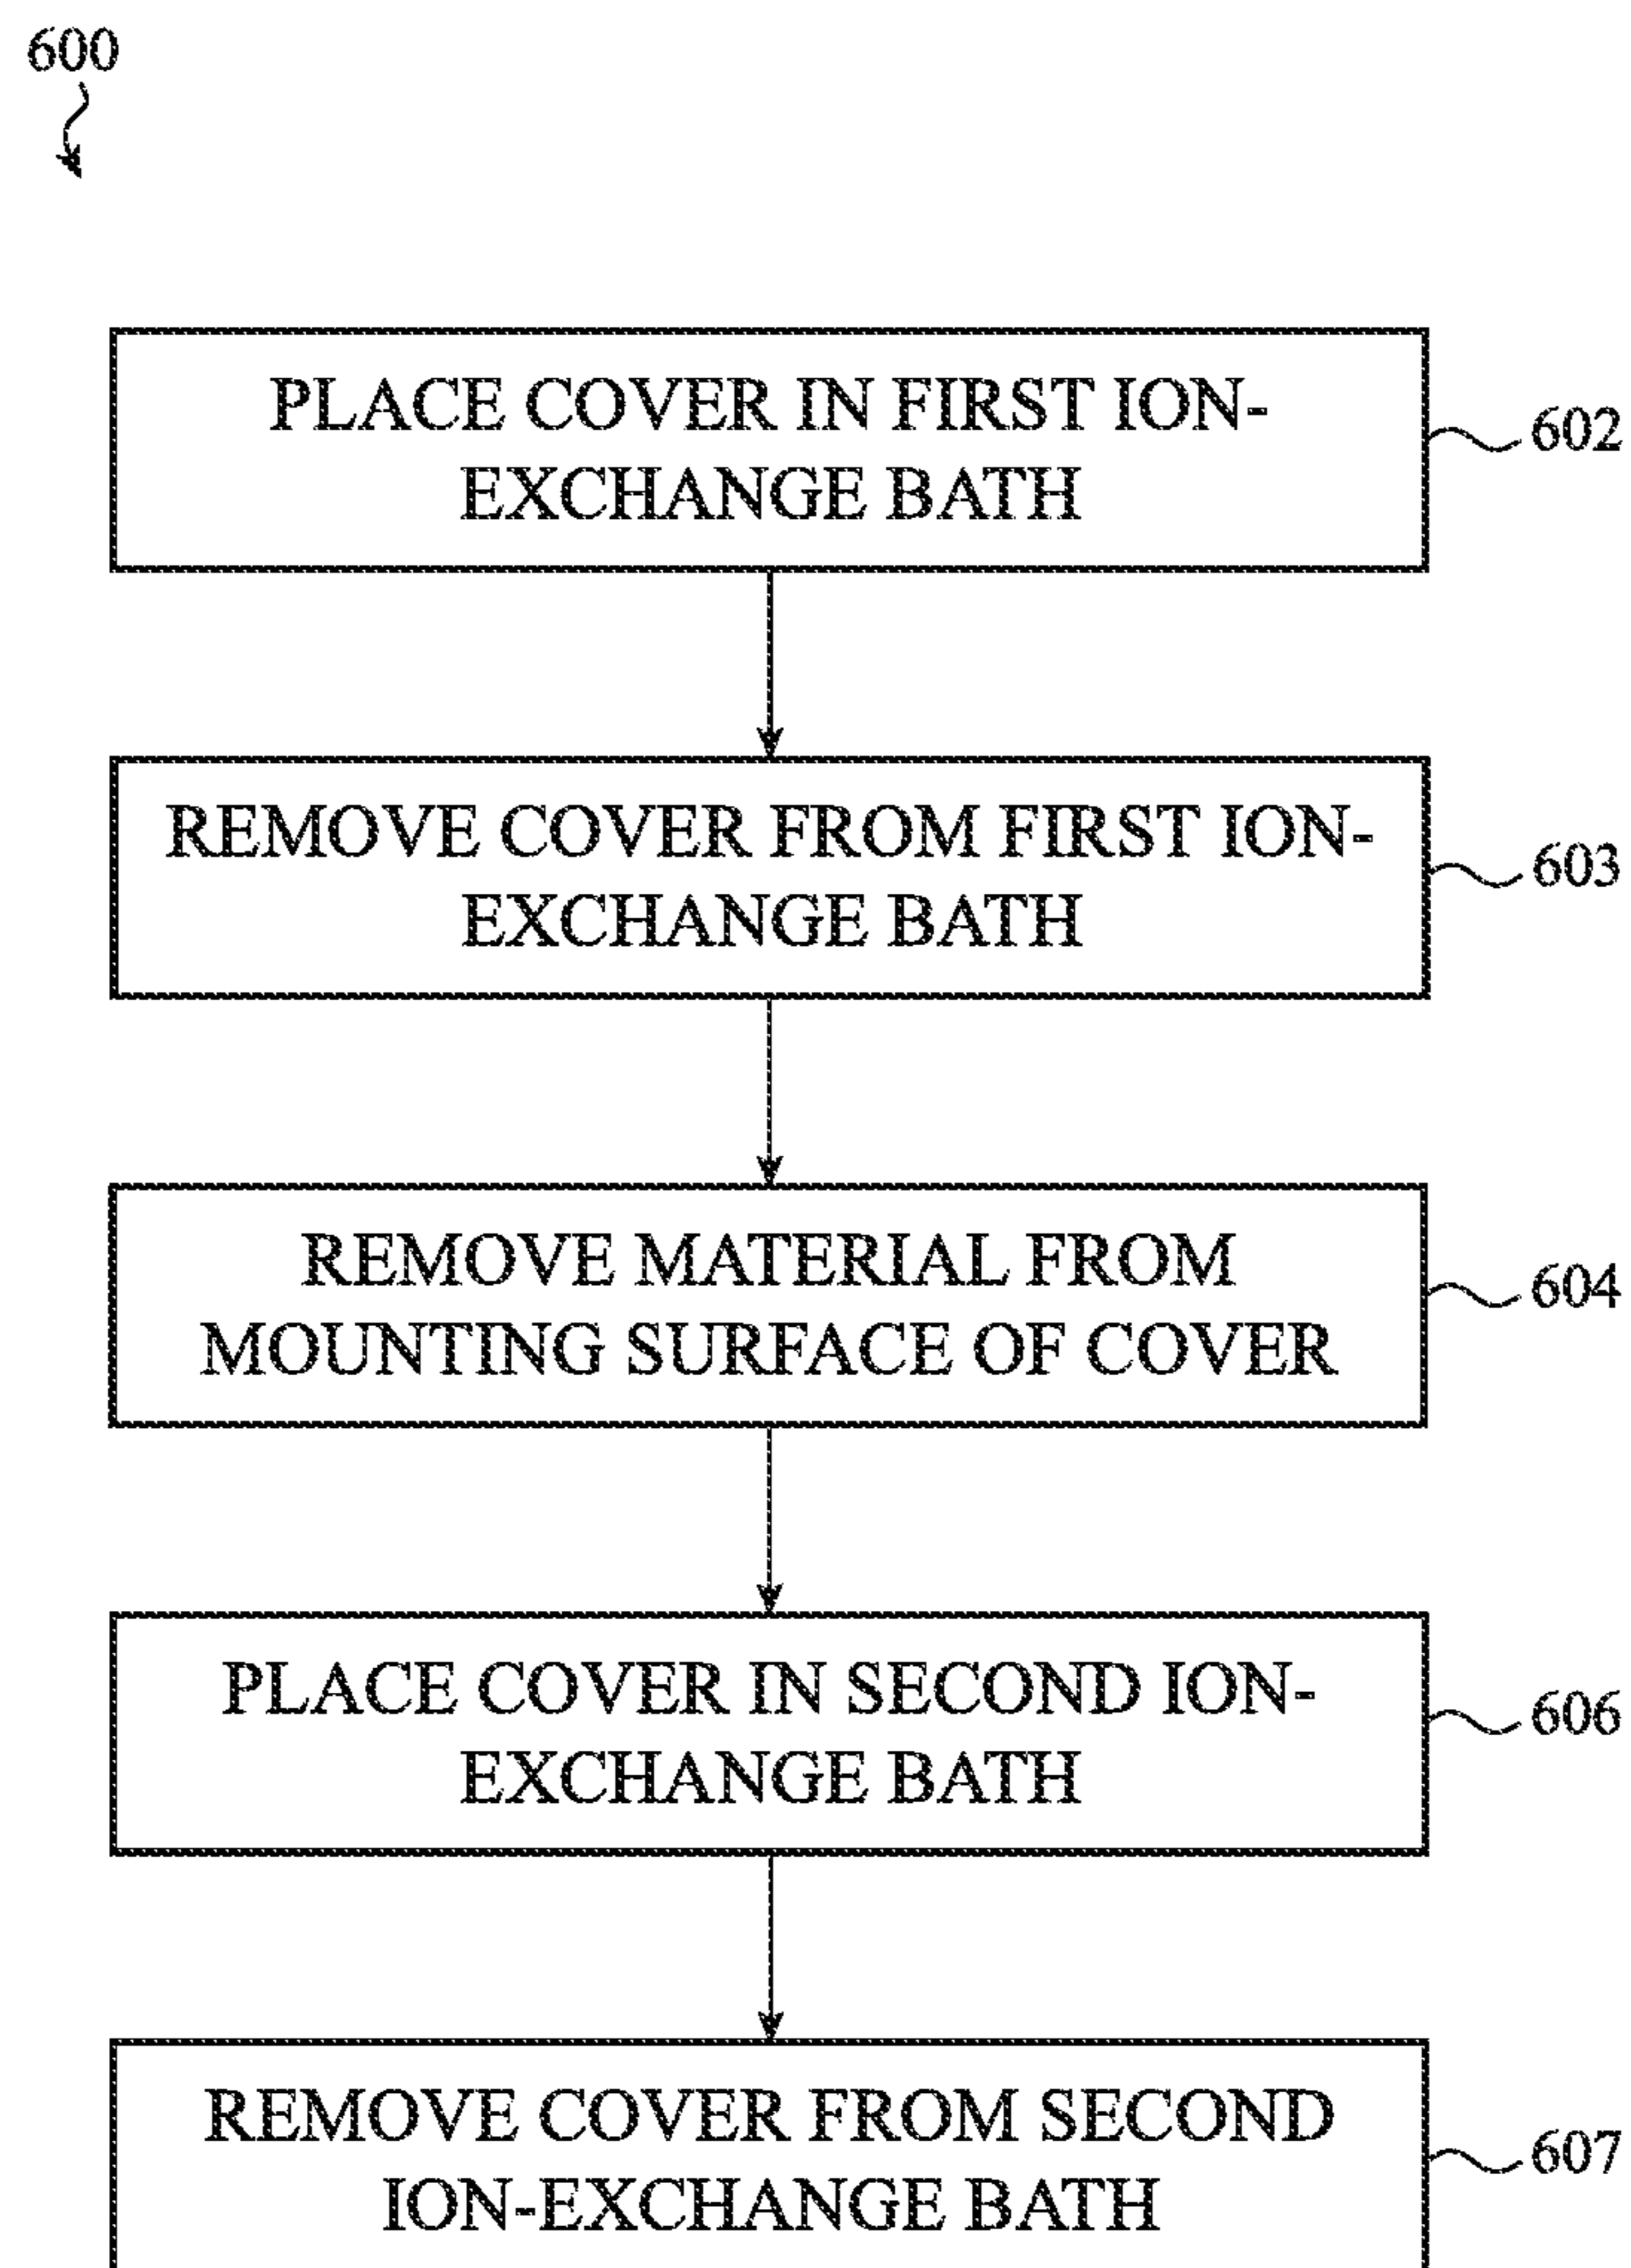 600
PLACE COVER IN FIRST ION-
EXCHANGE BATH
602
REMOVE COVER FROM FIRST ION-
EXCHANGE BATH
603
REMOVE MATERIAL FROM
MOUNTING SURFACE OF COVER
604
PLACE COVER IN SECOND ION-
EXCHANGE BATH
606
REMOVE COVER FROM SECOND
ION-EXCHANGE BATH
607